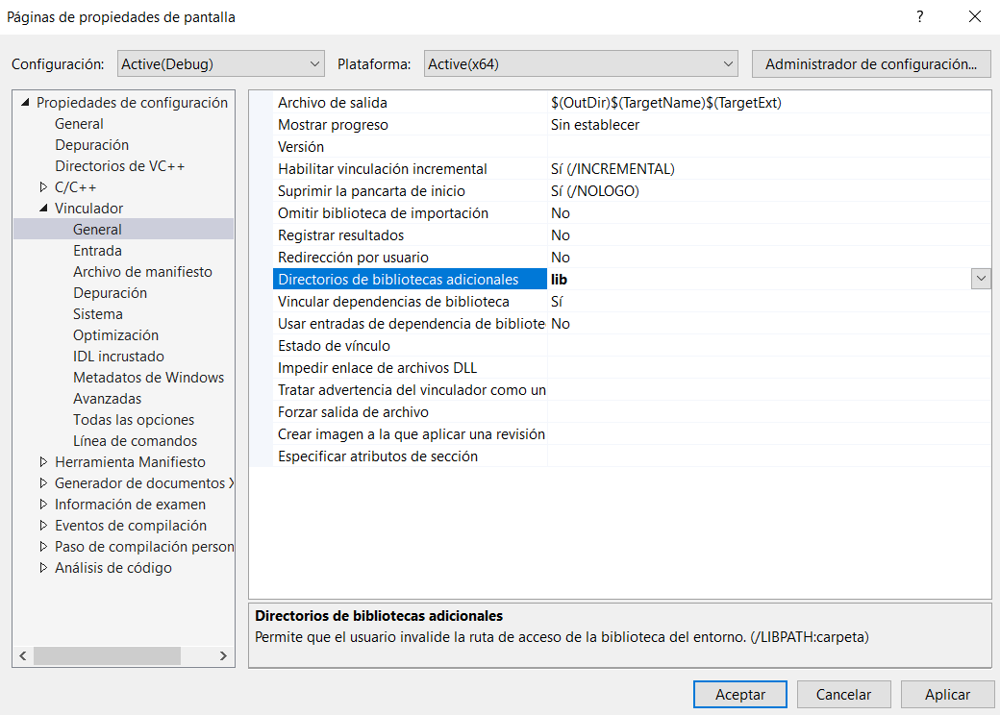 Páginas de propiedades de pantalla
?
Configuración: Active(Debug) Plataforma: Active(x64) Administrador de configuración...
Propiedades de configuración
General
Depuración
Directorios de VC++
C/C++
Vinculador
General
Entrada
Archivo de manifiesto
Depuración
Sistema
Optimización
IDL incrustado
Metadatos de Windows
Avanzadas
Todas las opciones
Línea de comandos
Herramienta Manifiesto
Generador de documentos X
Información de examen
Eventos de compilación
Paso de compilación person
Análisis de código
Archivo de salida $(OutDir)$(TargetName)$(TargetExt)
Mostrar progreso Sin establecer
Versión
Habilitar vinculación incremental Sí (/INCREMENTAL)
Suprimir la pancarta de inicio Sí (/NOLOGO)
Omitir biblioteca de importación No
Registrar resultados No
Redirección por usuario No
Directorios de bibliotecas adicionales lib
Vincular dependencias de biblioteca Sí
Usar entradas de dependencia de bibliote No
Estado de vínculo
Impedir enlace de archivos DLL
Tratar advertencia del vinculador como un
Forzar salida de archivo
Crear imagen a la que aplicar una revisión
Especificar atributos de sección
Directorios de bibliotecas adicionales
Permite que el usuario invalide la ruta de acceso de la biblioteca del entorno. (/LIBPATH:carpeta)
Aceptar Cancelar Aplicar